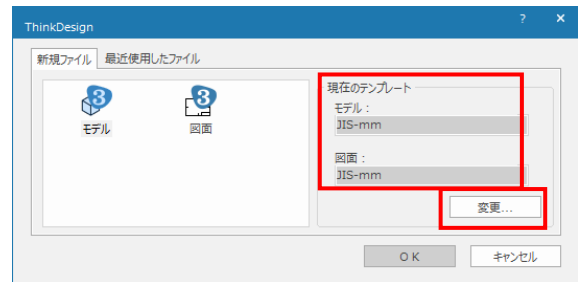 ThinkDesign
新規ファイル 最近使用したファイル
モデル
図面
現在のテンプレート
モデル：
JIS-mm
図面：
JIS-mm
変更...
OK
キャンセル